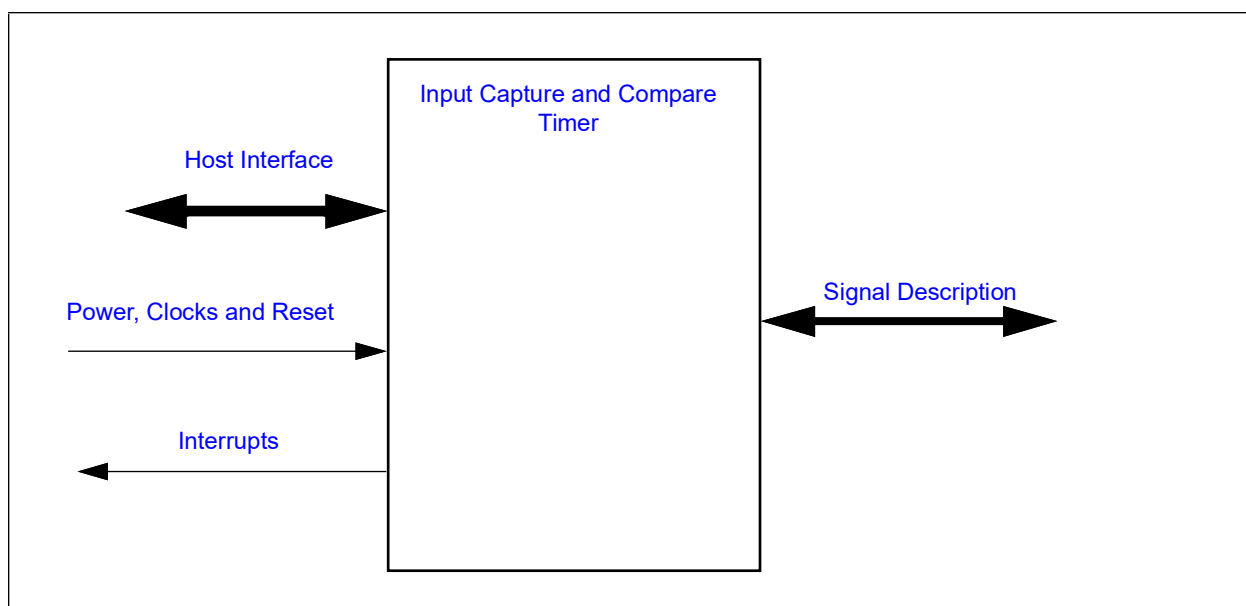 Input Capture and Compare
Timer
Host Interface
Signal Description
Power, Clocks and Reset
Interrupts